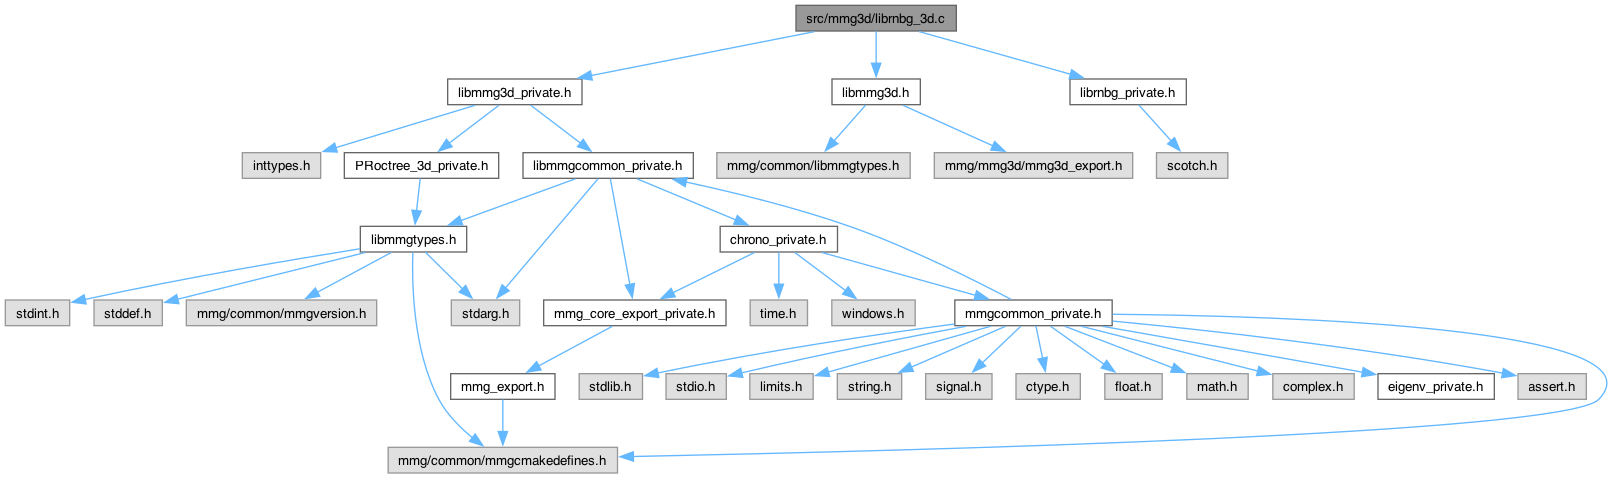 src/mmg3d/librnbg_3d.c
libmmg3d_private.h
libmmg3d.h
librnbg_private.h
inttypes.h
PRoctree_3d_private.h
libmmgcommon_private.h
mmg/common/libmmgtypes.h
mmg/mmg3d/mmg3d_export.h
scotch.h
libmmgtypes.h
chrono_private.h
stdint.h
stddef.h
mmg/common/mmgversion.h
stdarg.h
mmg_core_export_private.h
time.h
windows.h
mmgcommon_private.h
mmg_export.h
stdlib.h
stdio.h
limits.h
string.h
signal.h
ctype.h
float.h
math.h
complex.h
eigenv_private.h
assert.h
mmg/common/mmgcmakedefines.h